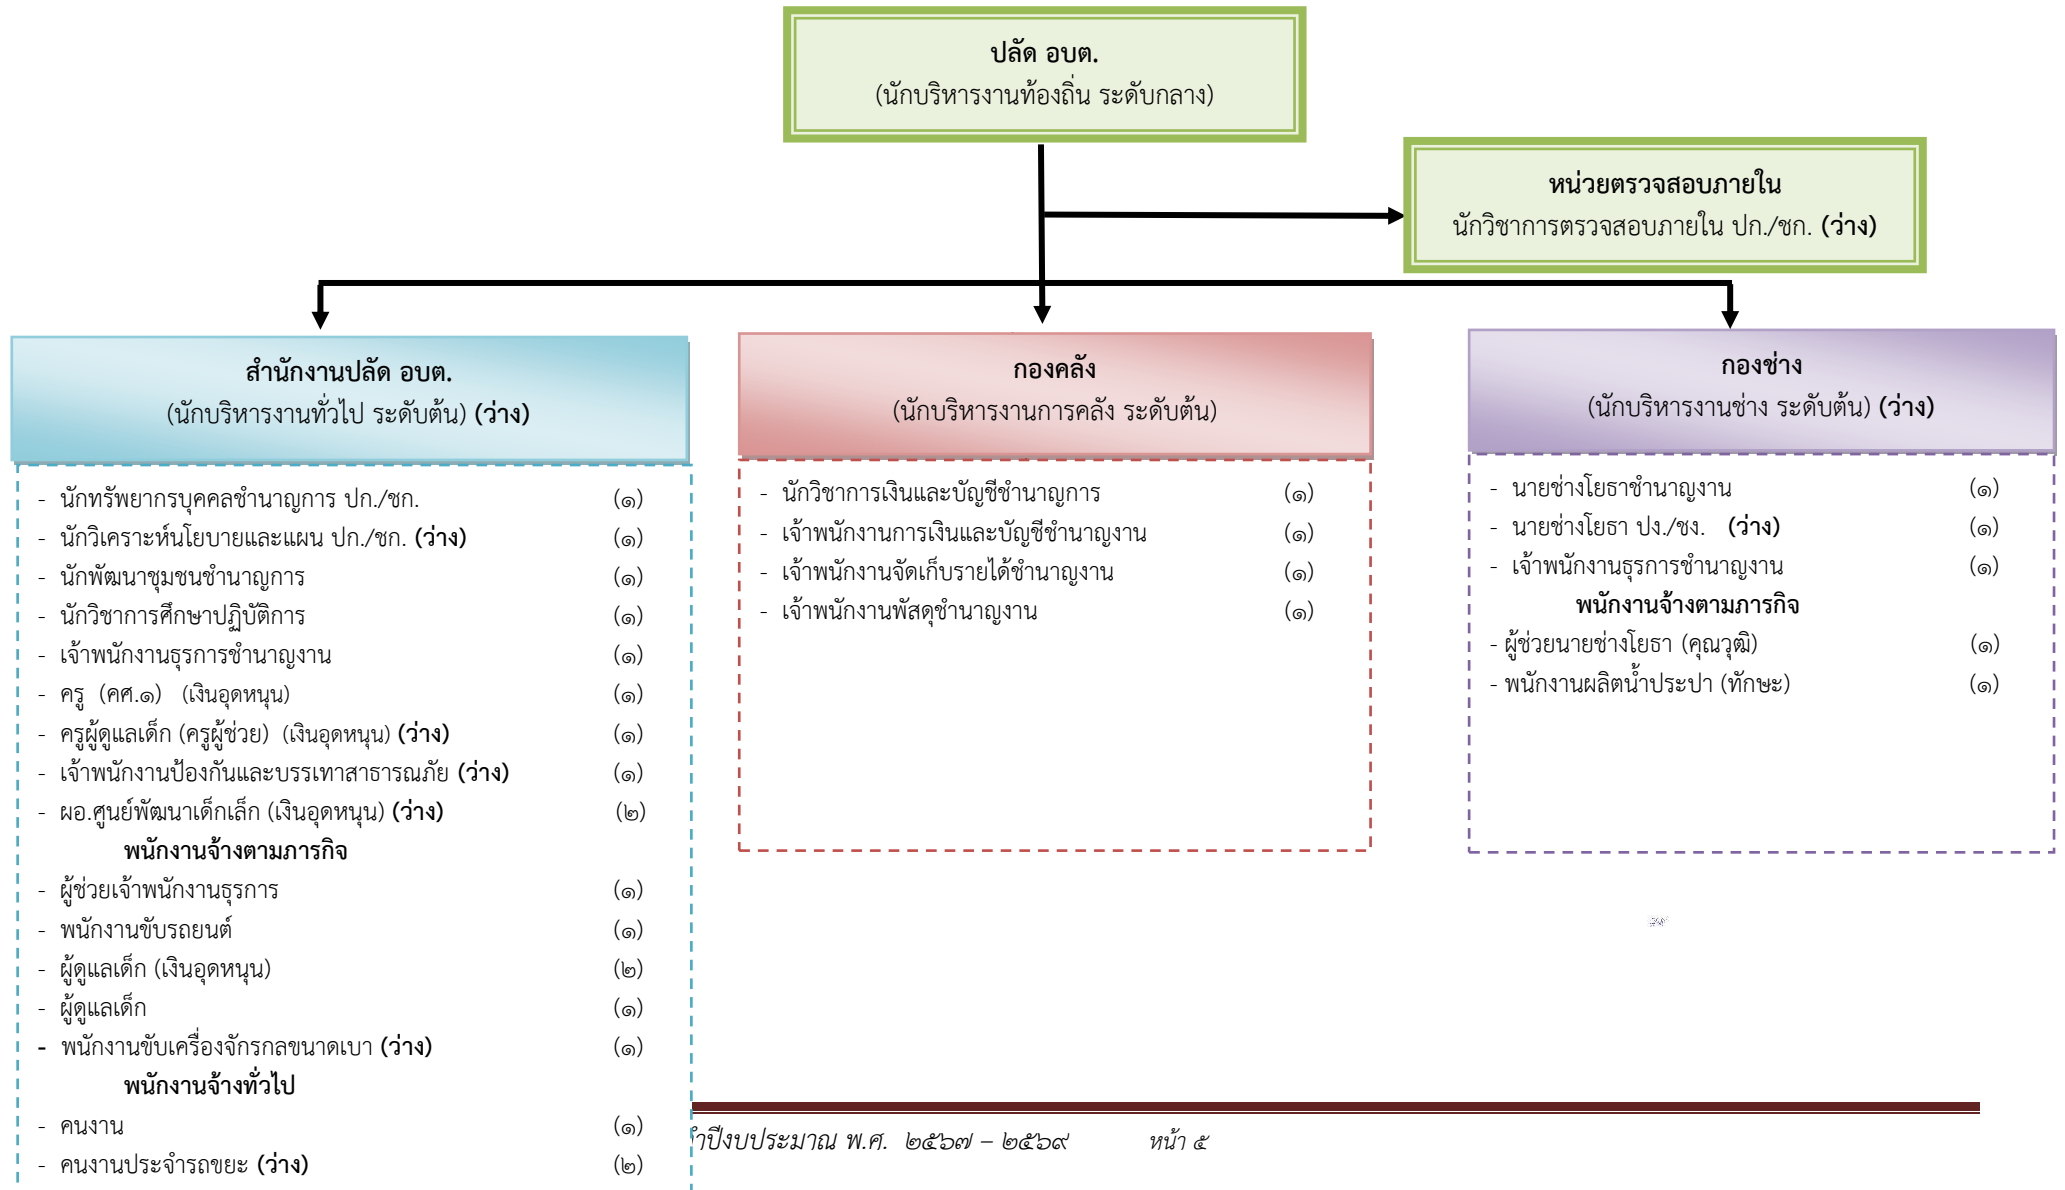 ปลัด อบต.
(นักบริหารงานท้องถิ่น ระดับกลาง)
หน่วยตรวจสอบภายใน
นักวิชาการตรวจสอบภายใน ปก./ชก. (ว่าง)
สำนักงานปลัด อบต.
(นักบริหารงานทั่วไป ระดับต้น) (ว่าง)
- นักทรัพยากรบุคคลชำนาญการ ปก./ชก. (๑)
- นักวิเคราะห์นโยบายและแผน ปก./ชก. (ว่าง) (๑)
- นักพัฒนาชุมชนชำนาญการ (๑)
- นักวิชาการศึกษาปฏิบัติการ (๑)
- เจ้าพนักงานธุรการชำนาญงาน (๑)
- ครู (คศ.๑) (เงินอุดหนุน) (๑)
- ครูผู้ดูแลเด็ก (ครูผู้ช่วย) (เงินอุดหนุน) (ว่าง) (๑)
- เจ้าพนักงานป้องกันและบรรเทาสาธารณภัย (ว่าง) (๑)
- ผอ.ศูนย์พัฒนาเด็กเล็ก (เงินอุดหนุน) (ว่าง) (๒)
พนักงานจ้างตามภารกิจ
- ผู้ช่วยเจ้าพนักงานธุรการ (๑)
- พนักงานขับรถยนต์ (๑)
- ผู้ดูแลเด็ก (เงินอุดหนุน) (๒)
- ผู้ดูแลเด็ก (๑)
- พนักงานขับเครื่องจักรกลขนาดเบา (ว่าง) (๑)
พนักงานจ้างทั่วไป
- คนงาน (๑)
- คนงานประจำรถขยะ (ว่าง) (๒)
กองคลัง
(นักบริหารงานการคลัง ระดับต้น)
- นักวิชาการเงินและบัญชีชำนาญการ (๑)
- เจ้าพนักงานการเงินและบัญชีชำนาญงาน (๑)
- เจ้าพนักงานจัดเก็บรายได้ชำนาญงาน (๑)
- เจ้าพนักงานพัสดุชำนาญงาน (๑)
กองช่าง
(นักบริหารงานช่าง ระดับต้น) (ว่าง)
- นายช่างโยธาชำนาญงาน (๑)
- นายช่างโยธา ปง./ชง. (ว่าง) (๑)
- เจ้าพนักงานธุรการชำนาญงาน (๑)
พนักงานจ้างตามภารกิจ
- ผู้ช่วยนายช่างโยธา (คุณวุฒิ) (๑)
- พนักงานผลิตน้ำประปา (ทักษะ) (๑)
ำปีงบประมาณ พ.ศ. ๒๕๖๗ – ๒๕๖๙ หน้า ๕